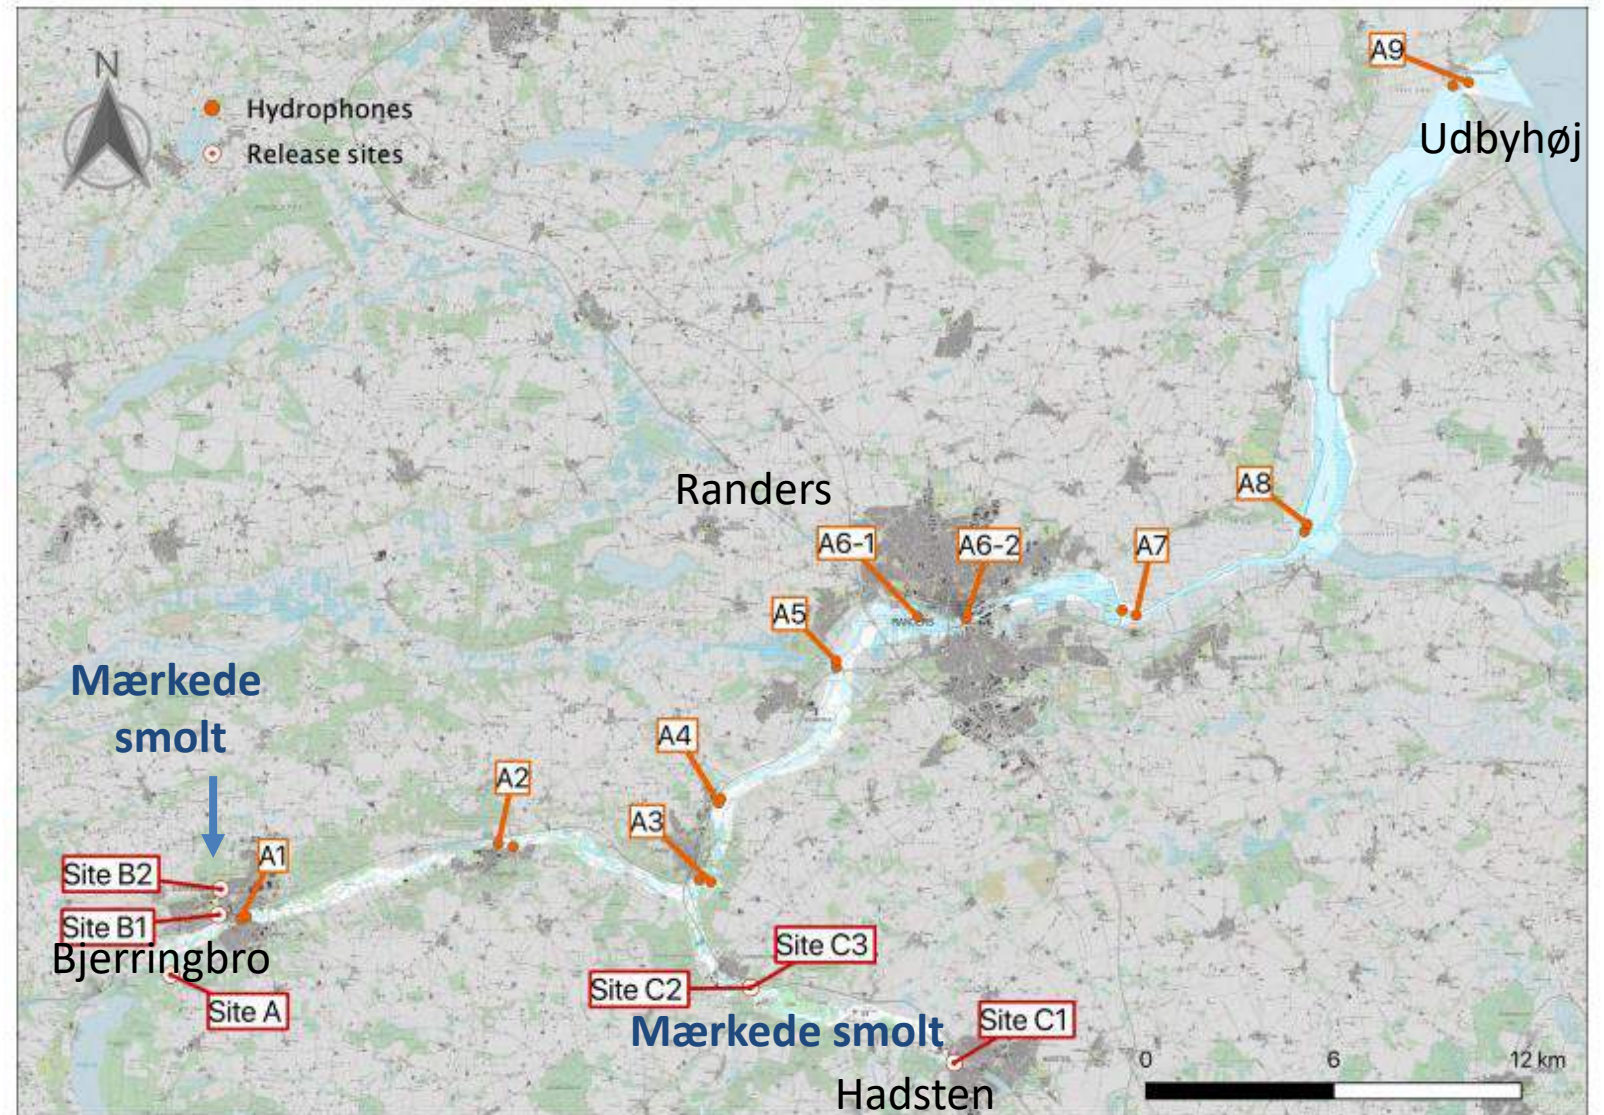 N
Hydrophones
Release sites
A9
Udbyhøj
Randers
A8
A6-1
A6-2
A7
A5
RANDERS
Mærkede
smolt
A4
A2
A3
A1
Site B2
Site B1
Bjerringbro
Site A
Site C3
Site C2
Mærkede smolt
Site C1
Hadsten
0 6 12 km